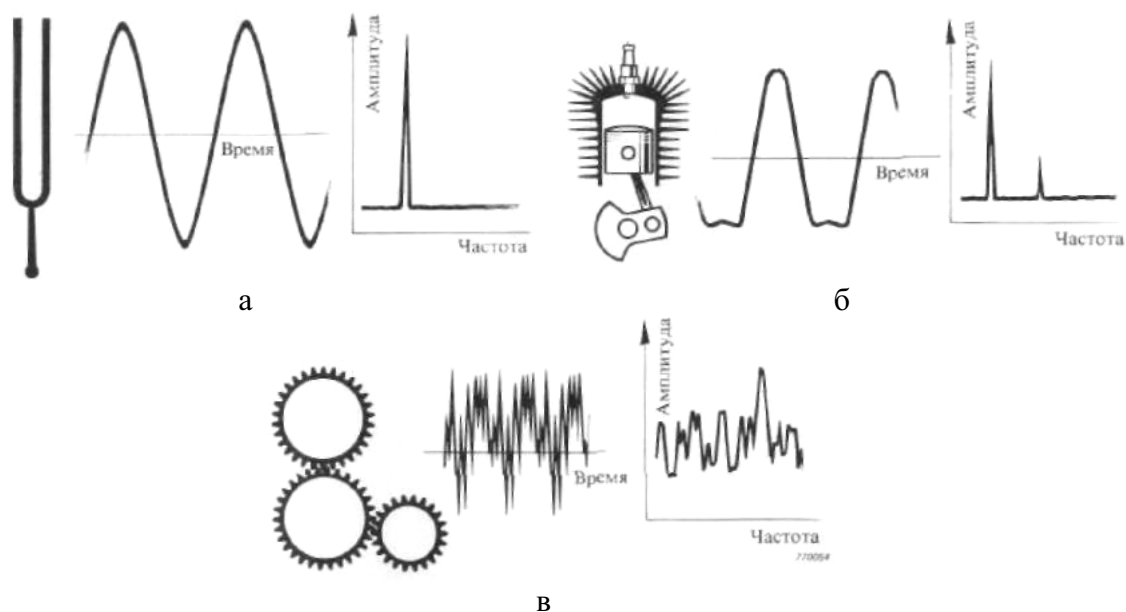 Амплитуда
Время
Частота
а
Амплитуда
Время
Частота
б
Амплитуда
Время
Частота
770054
в